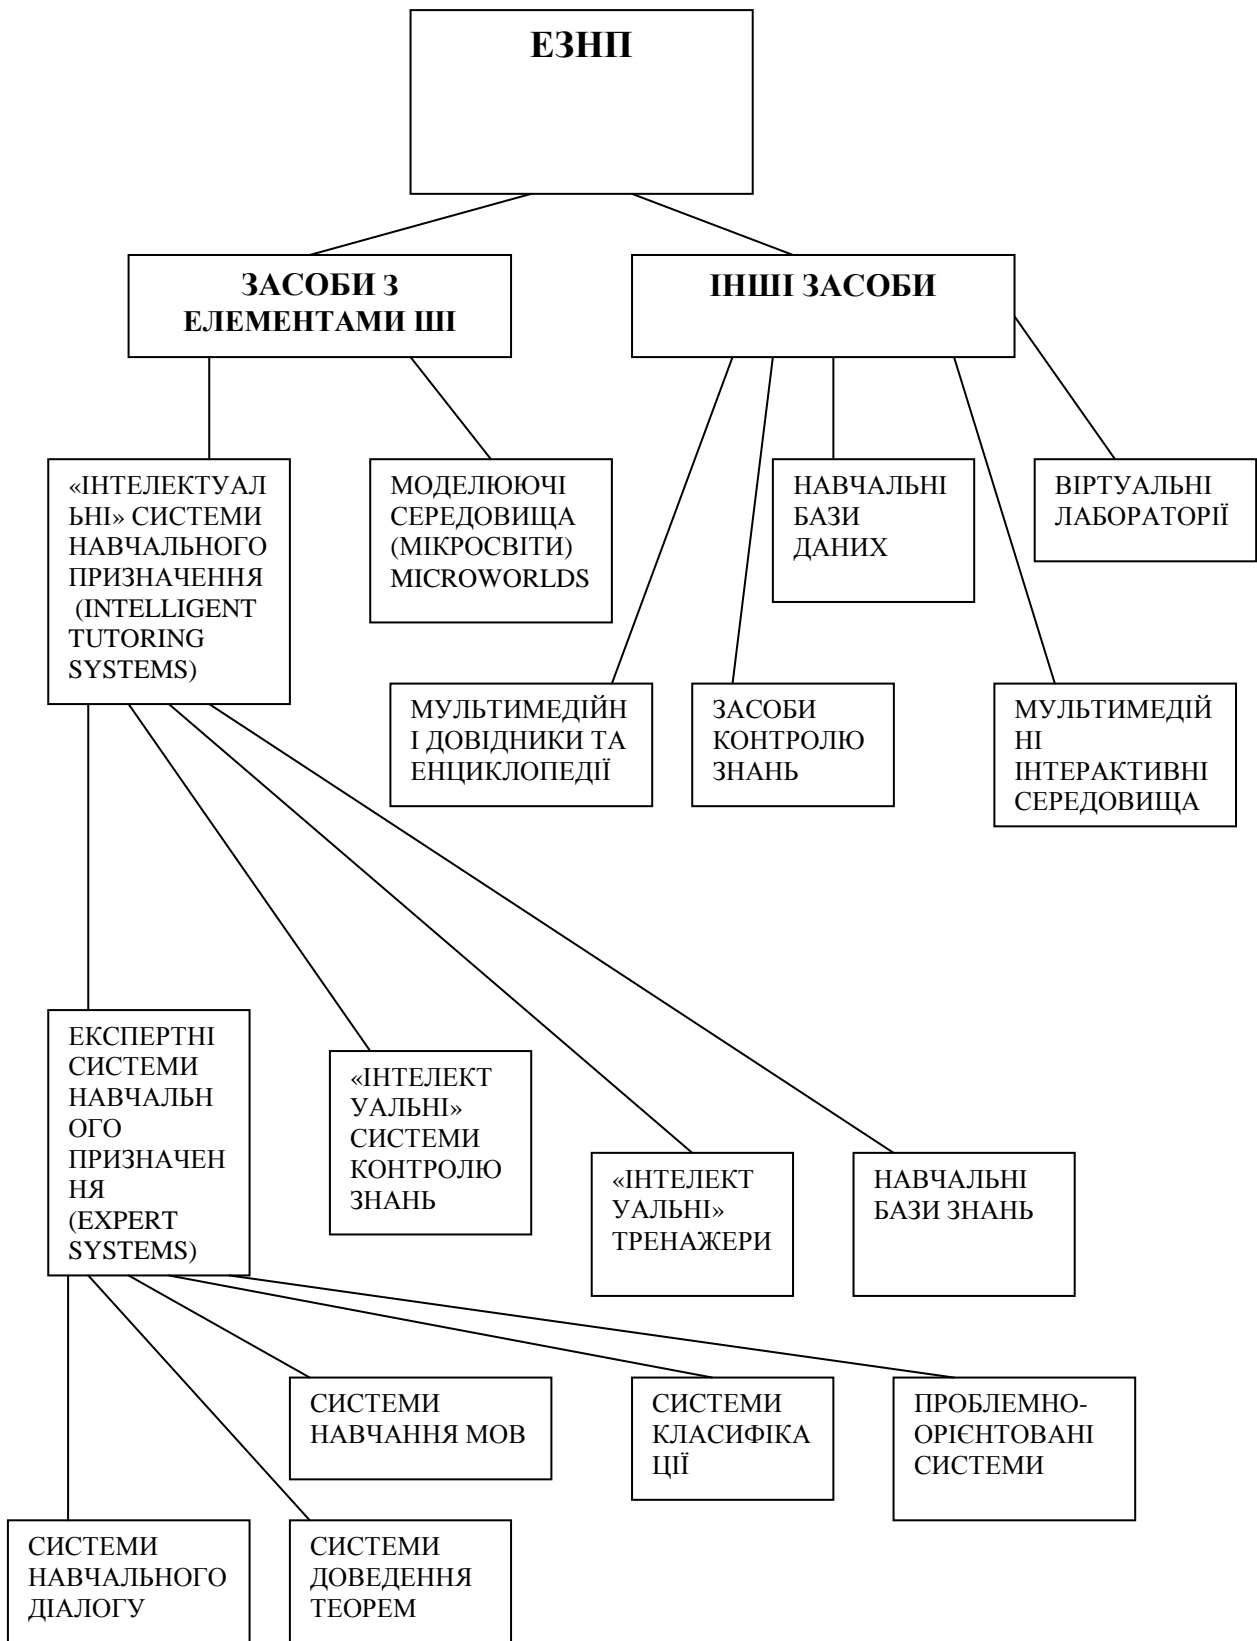 ЕЗНП
ЗАСОБИ З
ЕЛЕМЕНТАМИ ШІ
ІНШІ ЗАСОБИ
«ІНТЕЛЕКТУАЛ
ЬНІ» СИСТЕМИ
НАВЧАЛЬНОГО
ПРИЗНАЧЕННЯ
(INTELLIGENT
TUTORING
SYSTEMS)
МОДЕЛЮЮЧІ
СЕРЕДОВИЩА
(МІКРОСВІТИ)
MICROWORLDS
НАВЧАЛЬНІ
БАЗИ
ДАНИХ
ВІРТУАЛЬНІ
ЛАБОРАТОРІЇ
МУЛЬТИМЕДІЙН
І ДОВІДНИКИ ТА
ЕНЦИКЛОПЕДІЇ
ЗАСОБИ
КОНТРОЛЮ
ЗНАНЬ
МУЛЬТИМЕДІЙ
НІ
ІНТЕРАКТИВНІ
СЕРЕДОВИЩА
ЕКСПЕРТНІ
СИСТЕМИ
НАВЧАЛЬН
ОГО
ПРИЗНАЧЕН
НЯ
(EXPERT
SYSTEMS)
«ІНТЕЛЕКТ
УАЛЬНІ»
СИСТЕМИ
КОНТРОЛЮ
ЗНАНЬ
«ІНТЕЛЕКТ
УАЛЬНІ»
ТРЕНАЖЕРИ
НАВЧАЛЬНІ
БАЗИ ЗНАНЬ
СИСТЕМИ
НАВЧАННЯ МОВ
СИСТЕМИ
КЛАСИФІКА
ЦІЇ
ПРОБЛЕМНО-
ОРІЄНТОВАНІ
СИСТЕМИ
СИСТЕМИ
НАВЧАЛЬНОГО
ДІАЛОГУ
СИСТЕМИ
ДОВЕДЕННЯ
ТЕОРЕМ